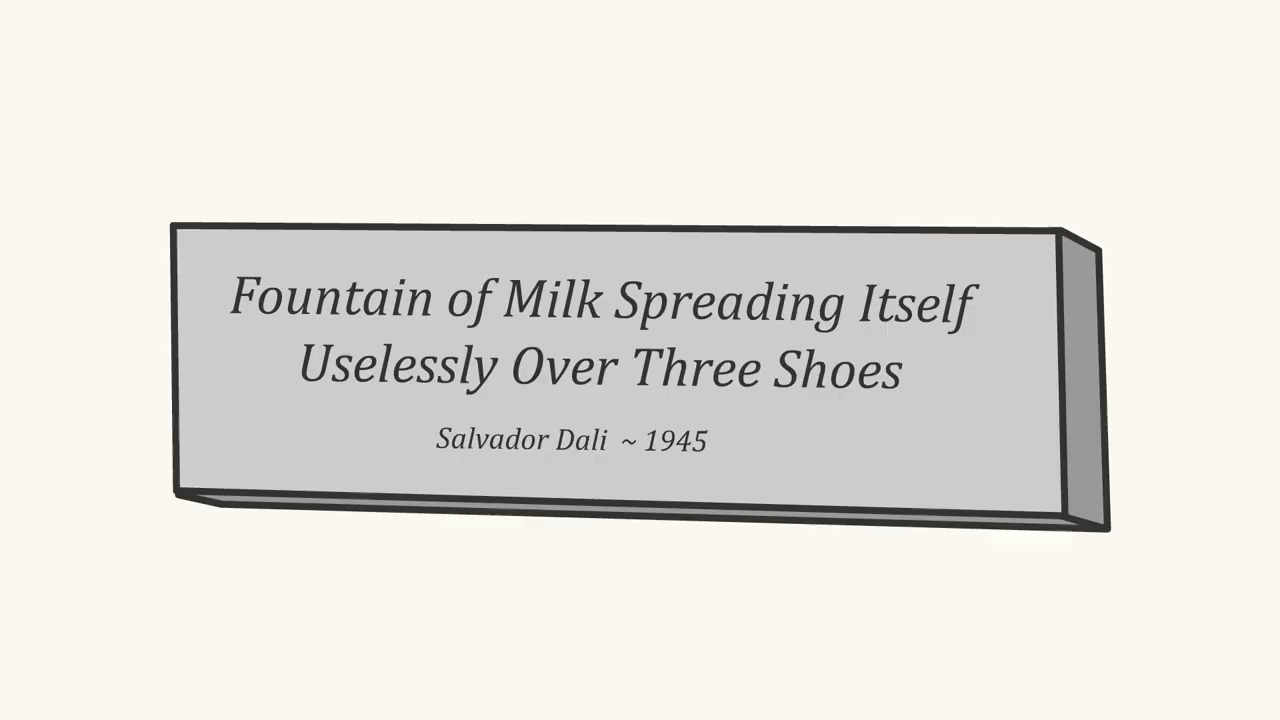 Fountain of Milk Spreading Itself
Uselessly Over Three Shoes
Salvador Dali ~ 1945